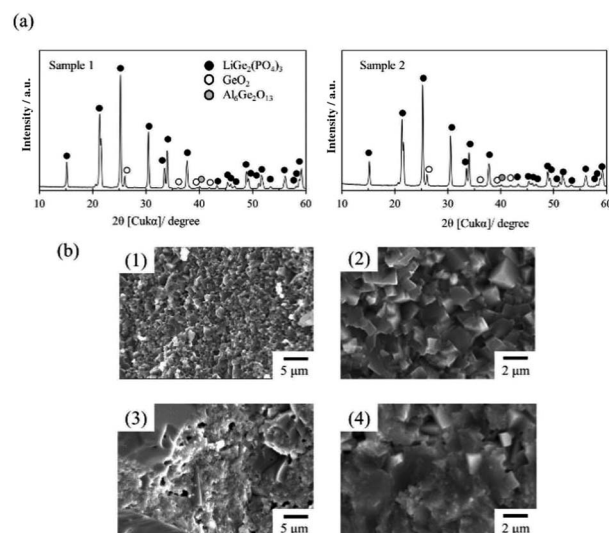 (a)
Sample 1
LiGe2(PO4)3
GeO2
Al6Ge2O13
Intensity / a.u.
10 20 30 40 50 60
2θ [Cukα]/ degree
Sample 2
Intensity / a.u.
10 20 30 40 50 60
2θ [Cukα]/ degree
(b)
(1)
5 μm
(2)
2 μm
(3)
5 μm
(4)
2 μm